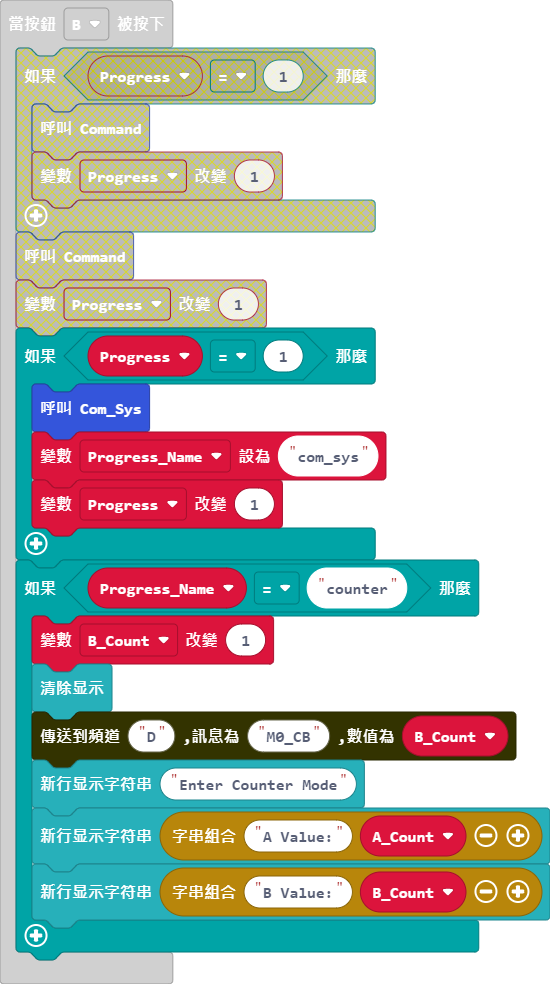 當按鈕 B 被按下
如果 Progress = 1 那麼
呼叫 Command
變數 Progress 改變 1
呼叫 Command
變數 Progress 改變 1
如果 Progress = 1 那麼
呼叫 Com_Sys
變數 Progress_Name 設為 "com_sys"
變數 Progress 改變 1
如果 Progress_Name = "counter" 那麼
變數 B_Count 改變 1
清除显示
傳送到頻道 "D" ,訊息為 "M0_CB" ,數值為 B_Count
新行显示字符串 "Enter Counter Mode"
新行显示字符串 字串組合 "A Value:" A_Count
新行显示字符串 字串組合 "B Value:" B_Count